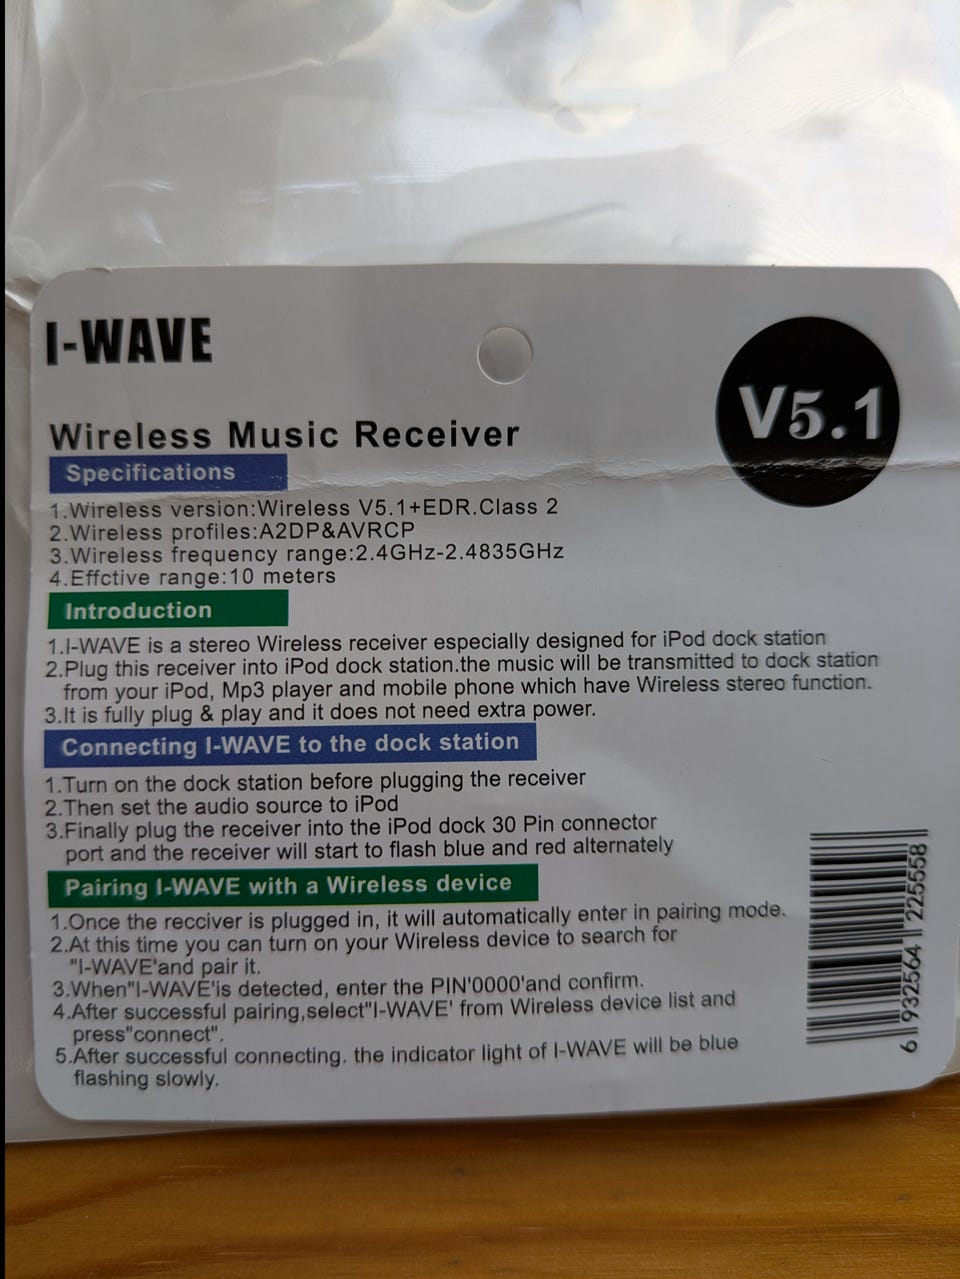 I-WAVE
V5.1
Wireless Music Receiver
Specifications
1.Wireless version:Wireless V5.1+EDR.Class 2
2.Wireless profiles:A2DP&AVRCP
3.Wireless frequency range:2.4GHz-2.4835GHz
4.Effctive range:10 meters
Introduction
1.I-WAVE is a stereo Wireless receiver especially designed for iPod dock station
2.Plug this receiver into iPod dock station.the music will be transmitted to dock station
from your iPod, Mp3 player and mobile phone which have Wireless stereo function.
3.It is fully plug & play and it does not need extra power.
Connecting I-WAVE to the dock station
1.Turn on the dock station before plugging the receiver
2.Then set the audio source to iPod
3.Finally plug the receiver into the iPod dock 30 Pin connector
port and the receiver will start to flash blue and red alternately
Pairing I-WAVE with a Wireless device
1.Once the recciver is plugged in, it will automatically enter in pairing mode.
2.At this time you can turn on your Wireless device to search for
"I-WAVE'and pair it.
3.When"I-WAVE'is detected, enter the PIN'0000'and confirm.
4.After successful pairing,select"I-WAVE' from Wireless device list and
press"connect".
5.After successful connecting. the indicator light of I-WAVE will be blue
flashing slowly.
6 932564 225558